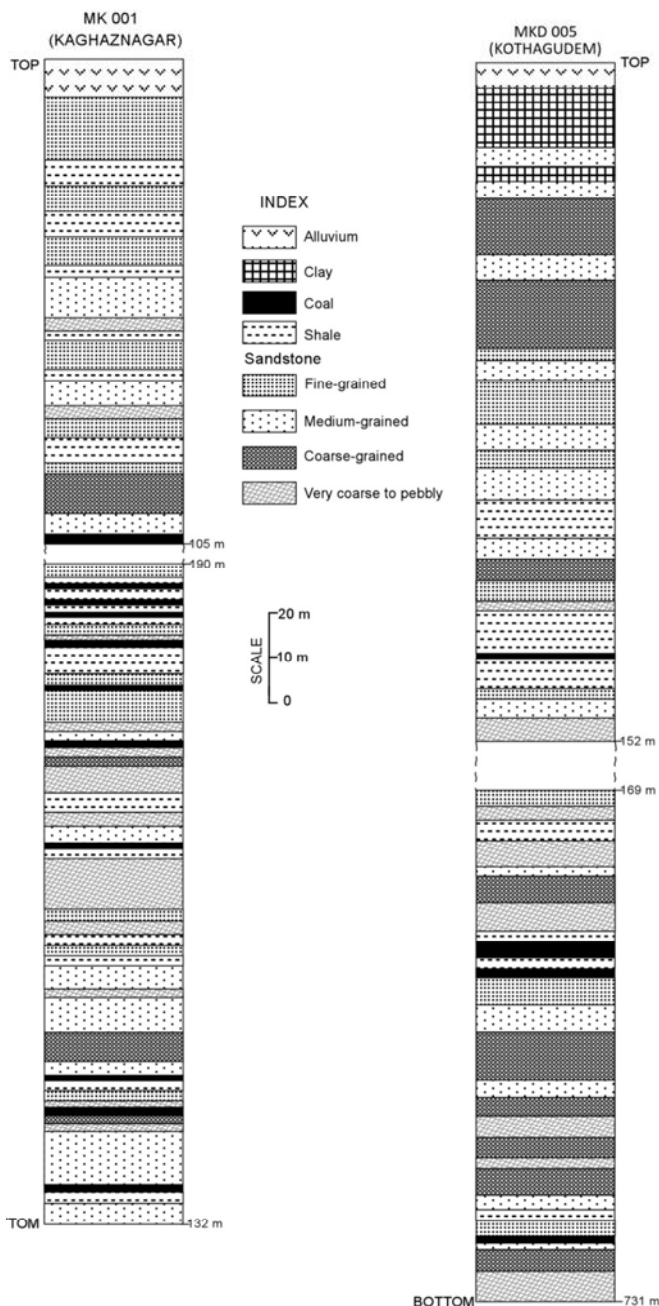 MK 001
(KAGHAZNAGAR)
MKD 005
(KOTHAGUDEM)
TOP
TOP
INDEX
Alluvium
Clay
Coal
Shale
Sandstone
Fine-grained
Medium-grained
Coarse-grained
Very coarse to pebbly
105 m
190 m
SCALE
20 m
10 m
0
152 m
169 m
TOM
132 m
BOTTOM
731 m